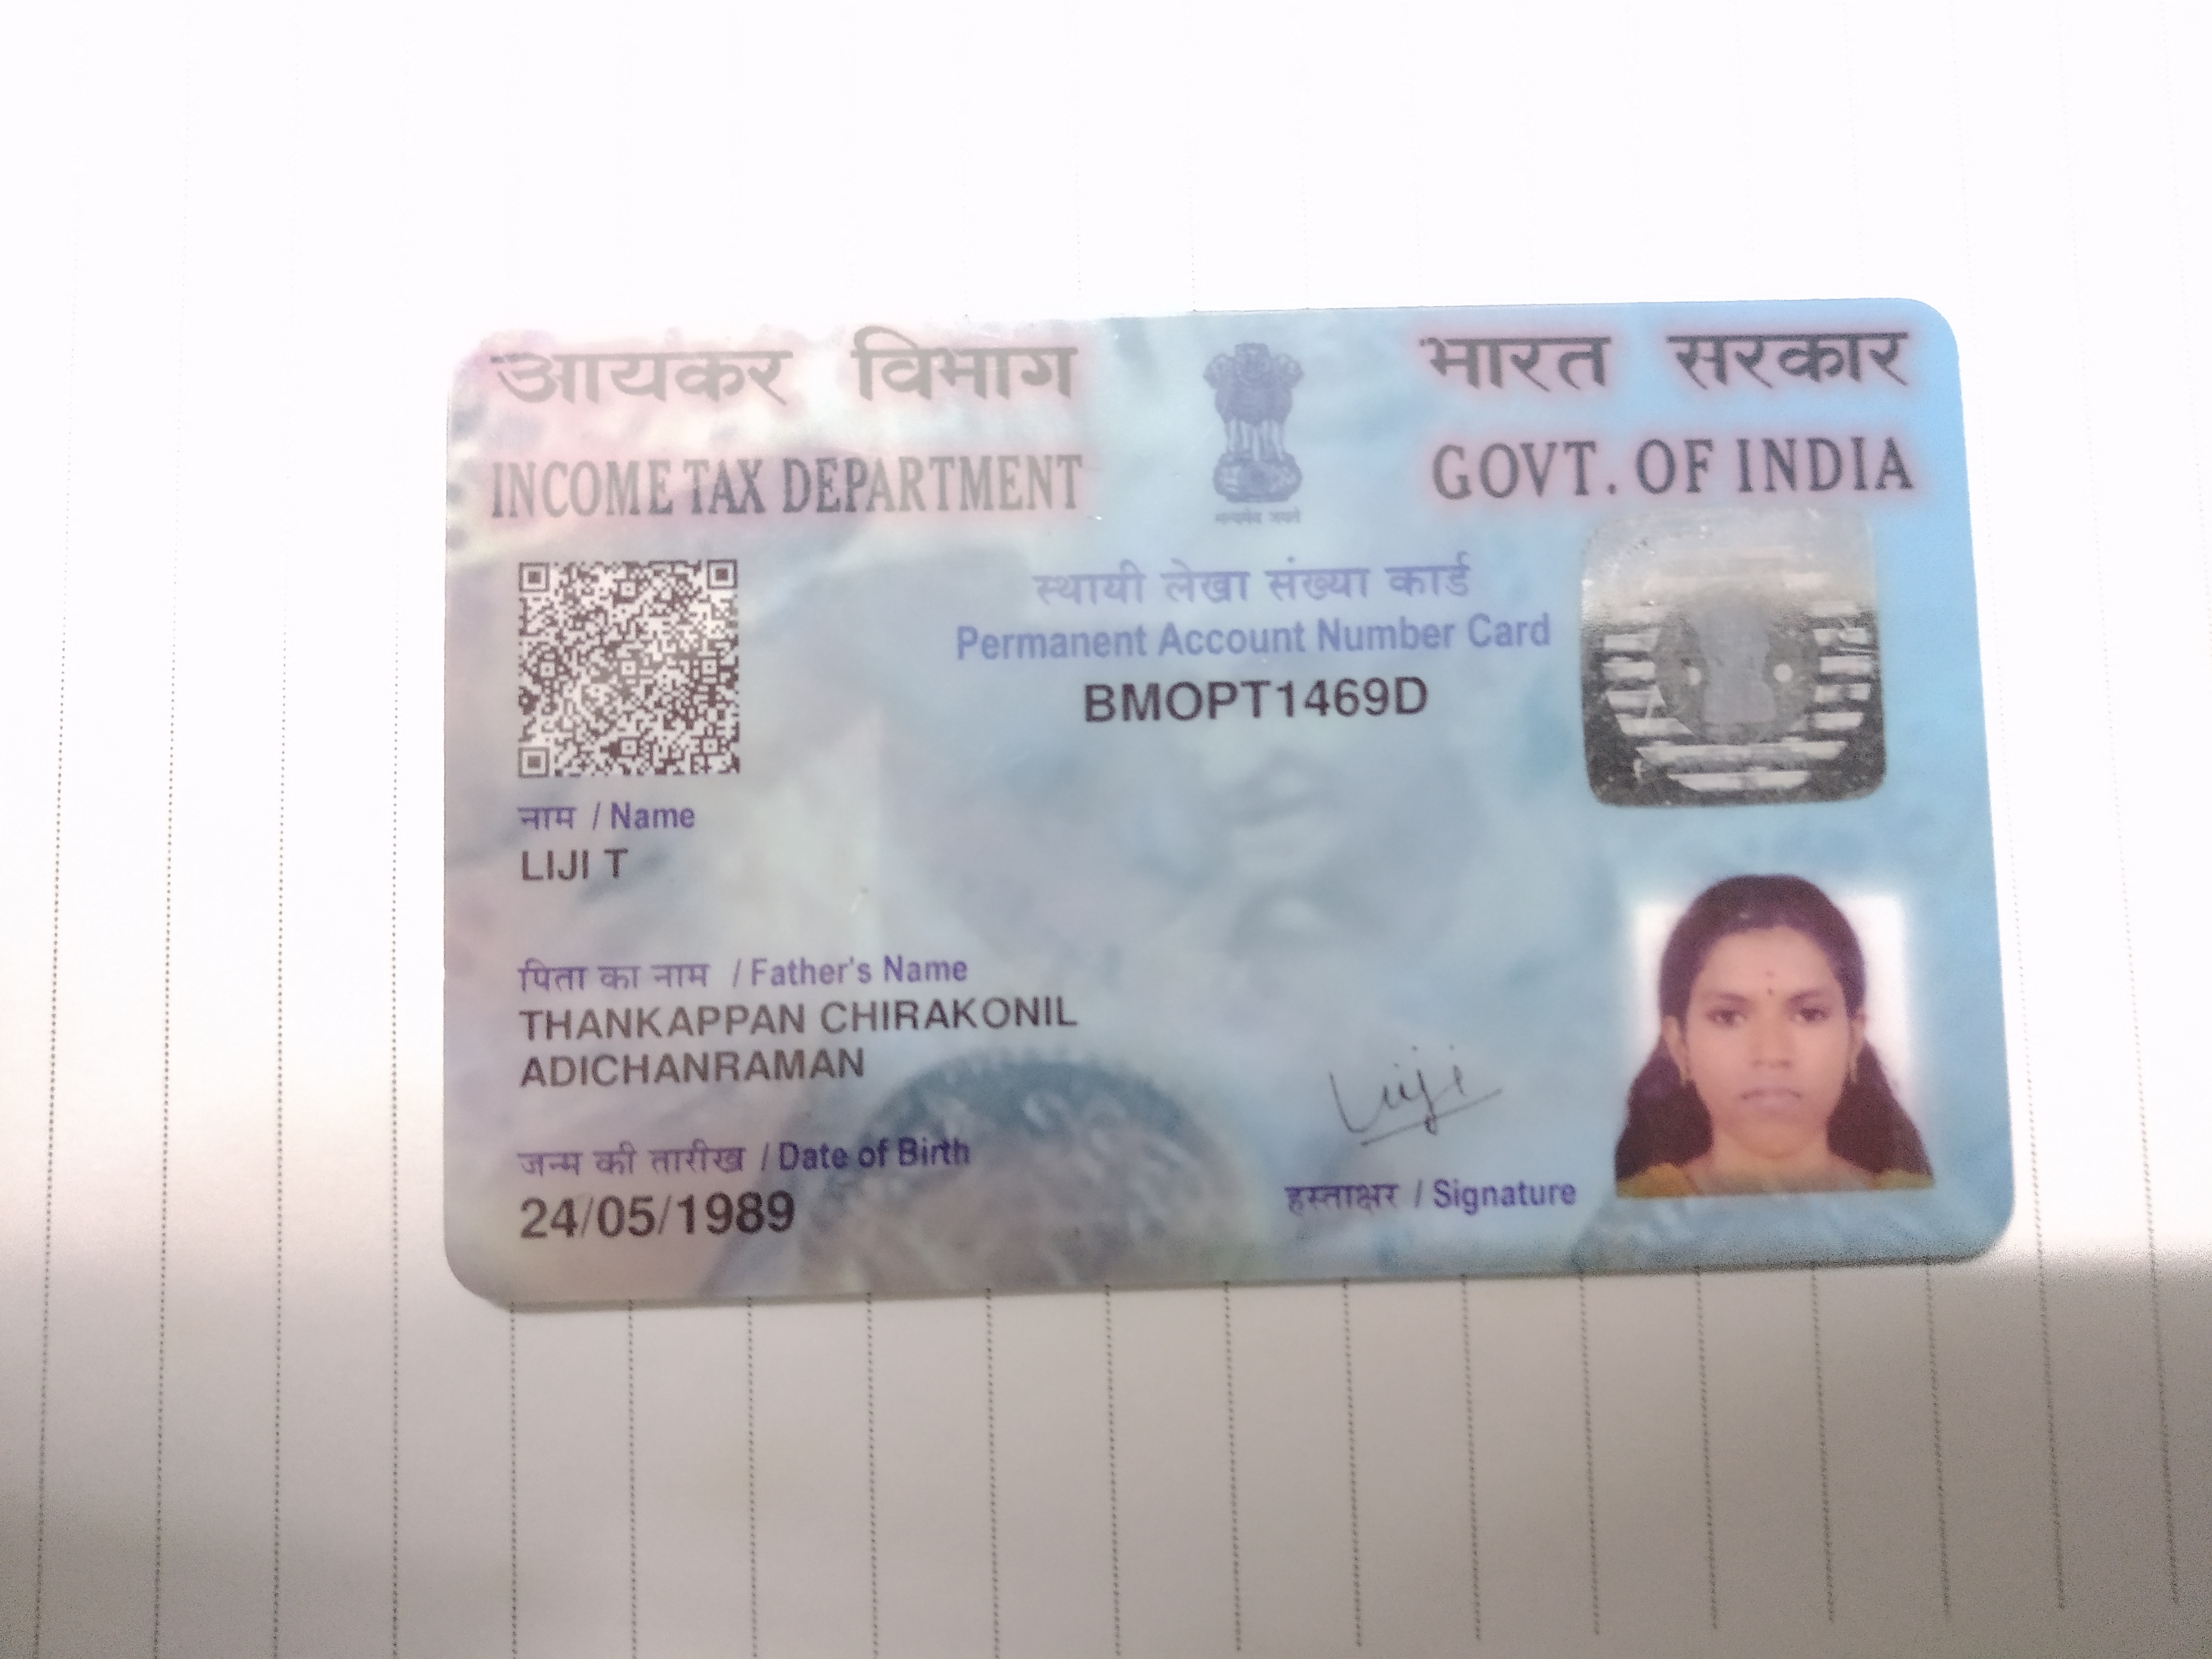 आयकर विभाग
INCOME TAX DEPARTMENT
भारत सरकार
GOVT. OF INDIA
सत्यमेव जयते
स्थायी लेखा संख्या कार्ड
Permanent Account Number Card
BMOPT1469D
नाम / Name
LIJI T
पिता का नाम / Father's Name
THANKAPPAN CHIRAKONIL
ADICHANRAMAN
जन्म की तारीख / Date of Birth
24/05/1989
Liji
हस्ताक्षर / Signature